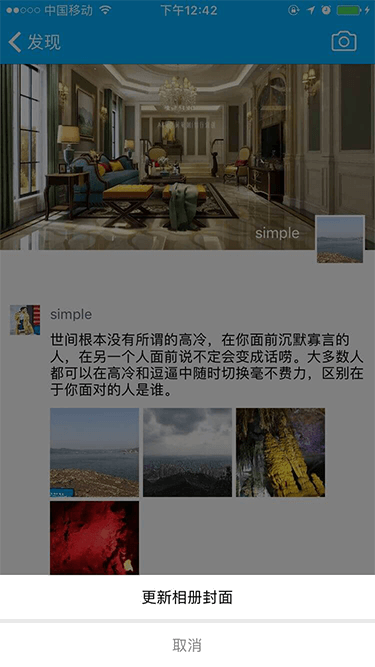 中国移动 下午12:42
发现
simple
simple
世间根本没有所谓的高冷，在你面前沉默寡言的
人，在另一个人面前说不定会变成话唠。大多数人
都可以在高冷和逗逼中随时切换毫不费力，区别在
于你面对的人是谁。
更新相册封面
取消